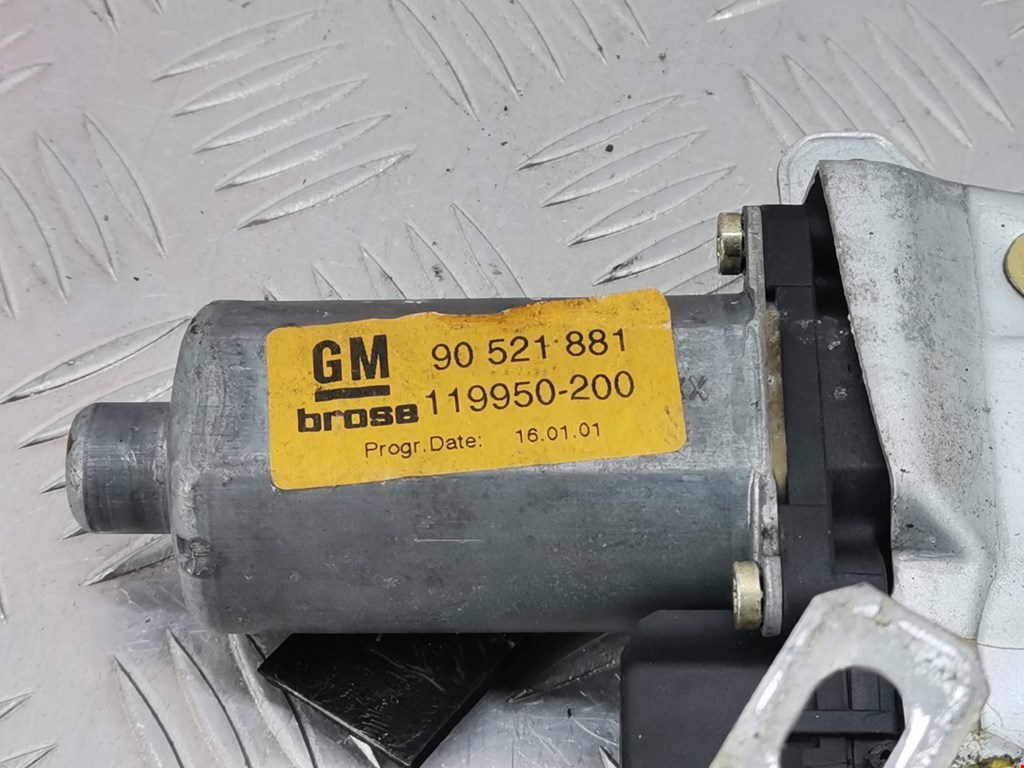 GM 90 521 881
brose 119950-200
Progr.Date: 16.01.01